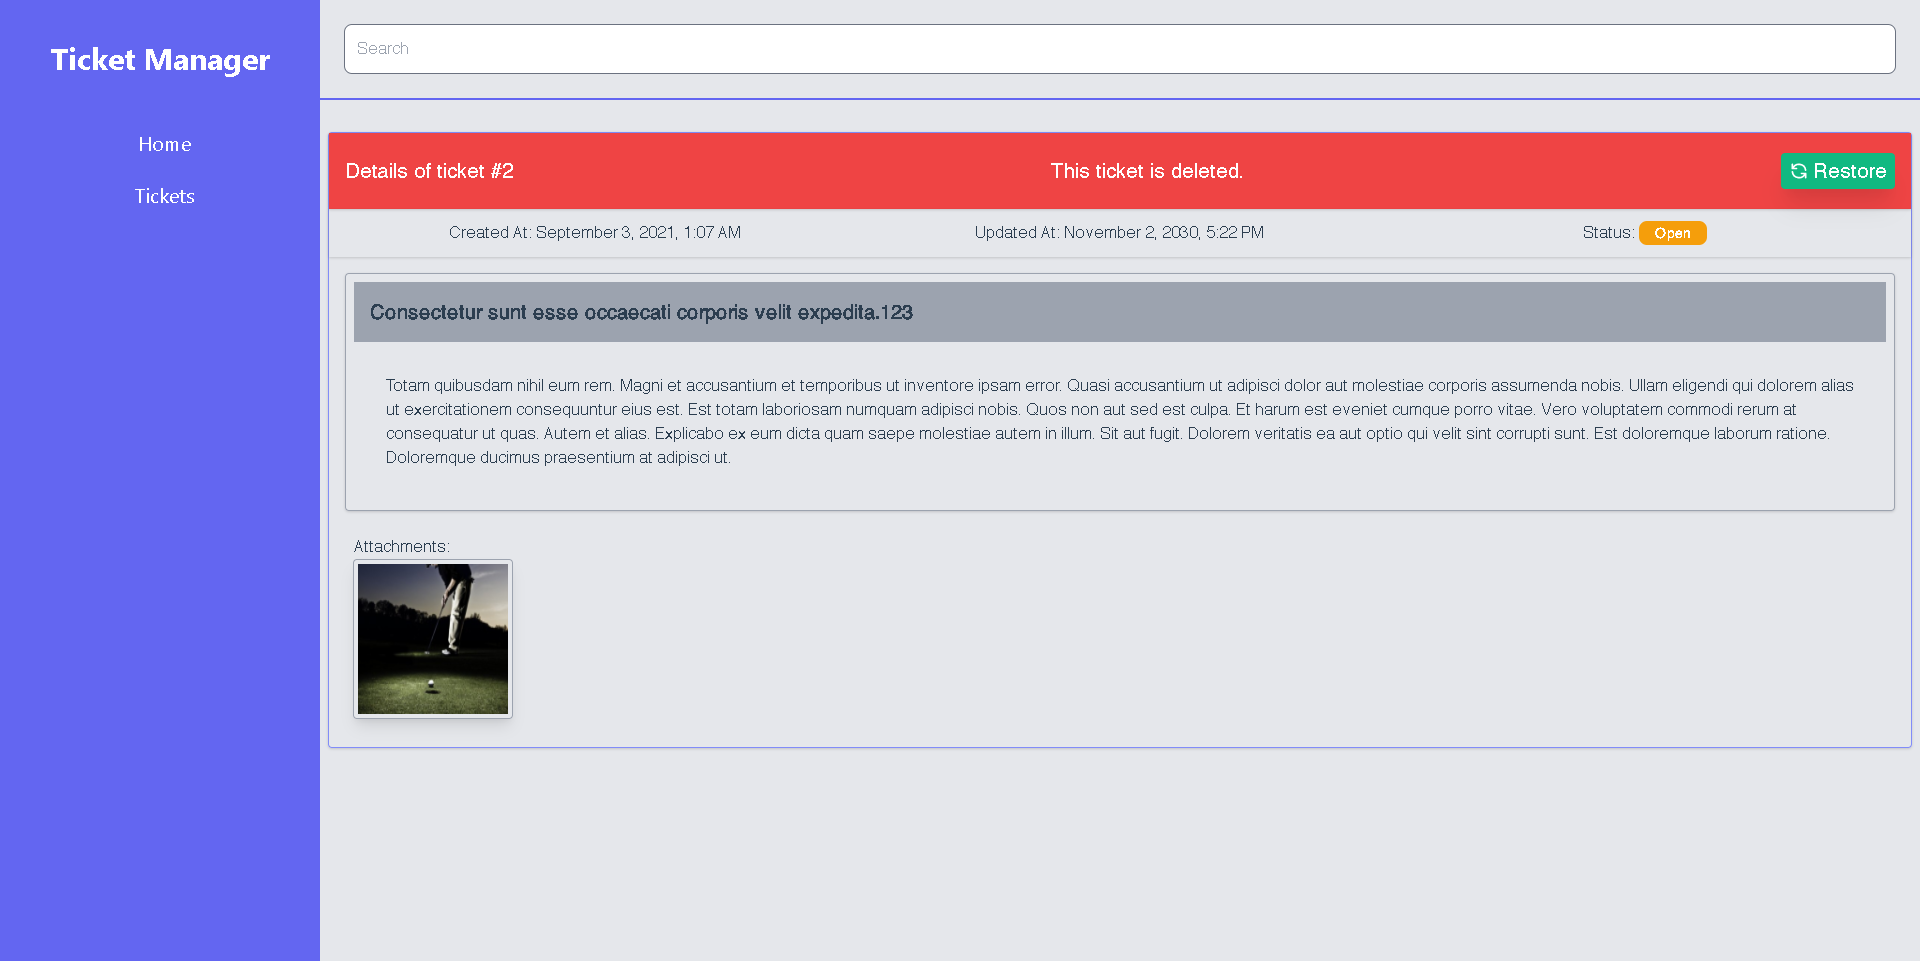 Ticket Manager
Home
Tickets
Search
Details of ticket #2
This ticket is deleted.
Restore
Created At: September 3, 2021, 1:07 AM
Updated At: November 2, 2030, 5:22 PM
Status: Open
Consectetur sunt esse occaecati corporis velit expedita.123
Totam quibusdam nihil eum rem. Magni et accusantium et temporibus ut inventore ipsam error. Quasi accusantium ut adipisci dolor aut molestiae corporis assumenda nobis. Ullam eligendi qui dolorem alias
ut exercitationem consequuntur eius est. Est totam laboriosam numquam adipisci nobis. Quos non aut sed est culpa. Et harum est eveniet cumque porro vitae. Vero voluptatem commodi rerum at
consequatur ut quas. Autem et alias. Explicabo ex eum dicta quam saepe molestiae autem in illum. Sit aut fugit. Dolorem veritatis ea aut optio qui velit sint corrupti sunt. Est doloremque laborum ratione.
Doloremque ducimus praesentium at adipisci ut.
Attachments: